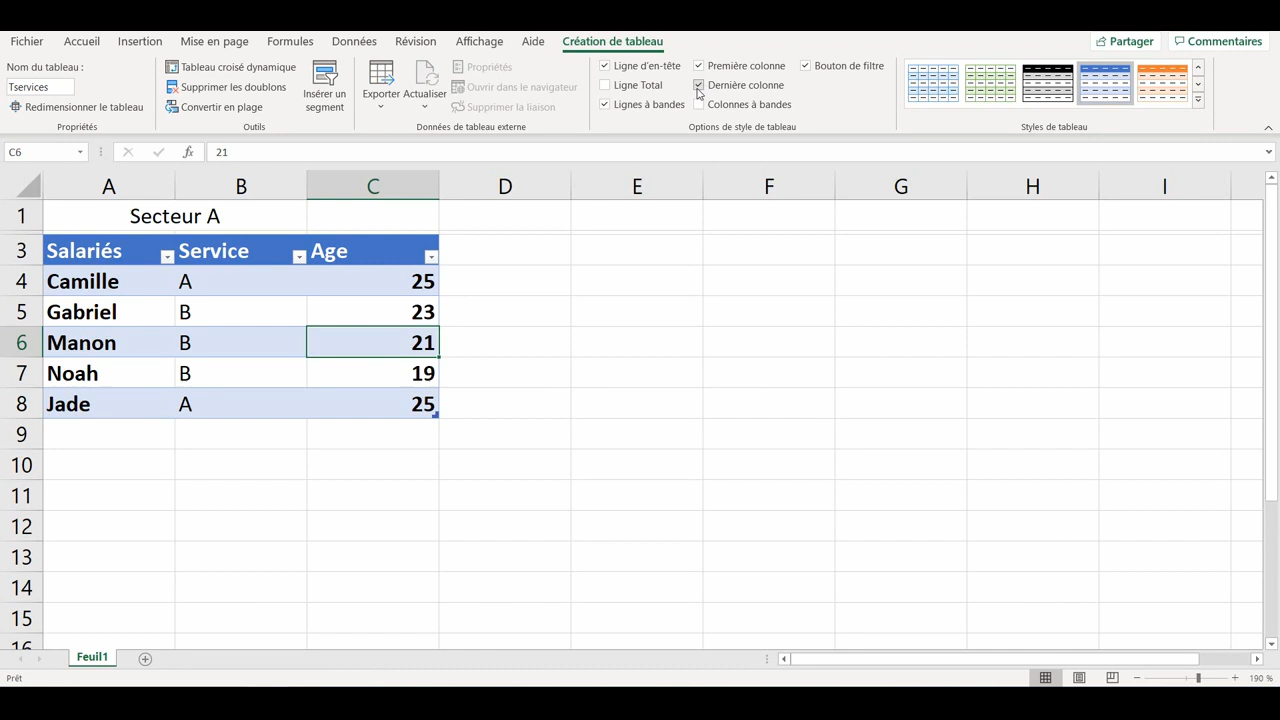 Fichier Accueil Insertion Mise en page Formules Données Révision Affichage Aide Création de tableau Partager Commentaires
Nom du tableau :
Tservices
Redimensionner le tableau
Propriétés
Tableau croisé dynamique
Supprimer les doublons
Convertir en plage
Insérer un
segment
Outils
Exporter Actualiser
Propriétés
Ouvrir dans le navigateur
Supprimer la liaison
Données de tableau externe
Ligne d'en-tête Première colonne Bouton de filtre
Ligne Total Dernière colonne
Lignes à bandes Colonnes à bandes
Options de style de tableau
Styles de tableau
C6 fx 21
A B C D E F G H I
1 Secteur A
3 Salariés Service Age
4 Camille A 25
5 Gabriel B 23
6 Manon B 21
7 Noah B 19
8 Jade A 25
9
10
11
12
13
14
15
16
Feuil1
Prêt 190 %